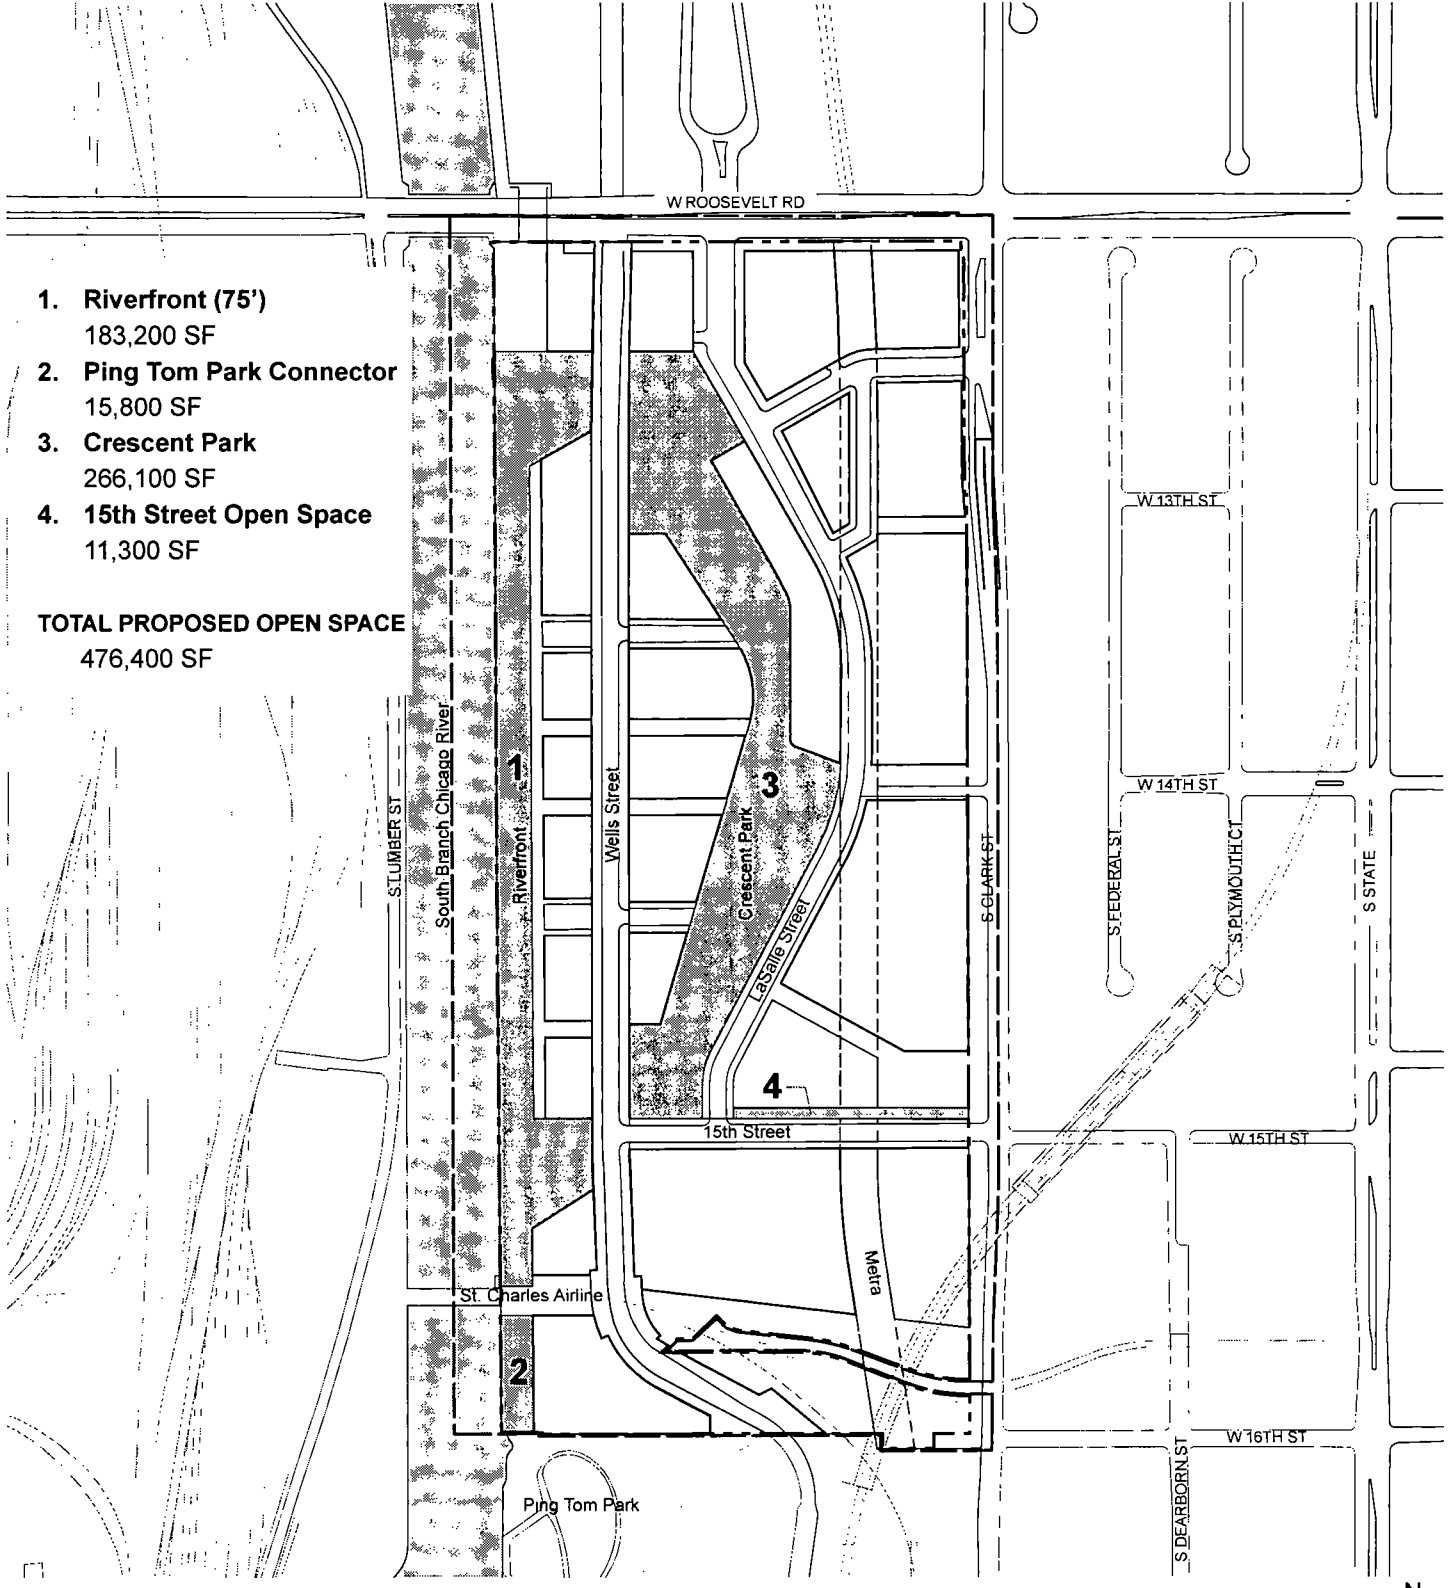 W ROOSEVELT RD
1. Riverfront (75')
183,200 SF
2. Ping Tom Park Connector
15,800 SF
3. Crescent Park
266,100 SF
4. 15th Street Open Space
11,300 SF
TOTAL PROPOSED OPEN SPACE
476,400 SF
W 13TH ST
W 14TH ST
S LUMBER ST
South Branch Chicago River
1
Riverfront
Wells Street
3
Crescent Park
LaSalle Street
S CLARK ST
S FEDERAL ST
S PLYMOUTH CT
S STATE
4
15th Street
W 15TH ST
Metra
St. Charles Airline
2
W 16TH ST
S DEARBORN ST
Ping Tom Park
N